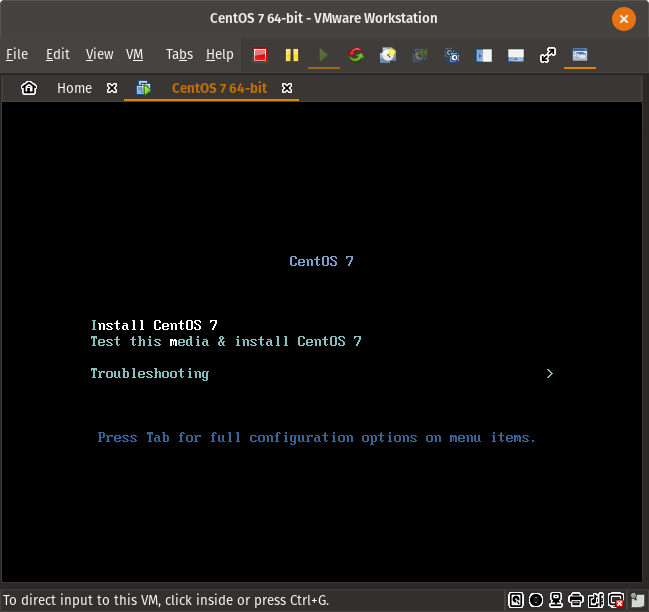 CentOS 7 64-bit - VMware Workstation
File Edit View VM Tabs Help
Home CentOS 7 64-bit
CentOS 7
Install CentOS 7
Test this media & install CentOS 7
Troubleshooting >
Press Tab for full configuration options on menu items.
To direct input to this VM, click inside or press Ctrl+G.